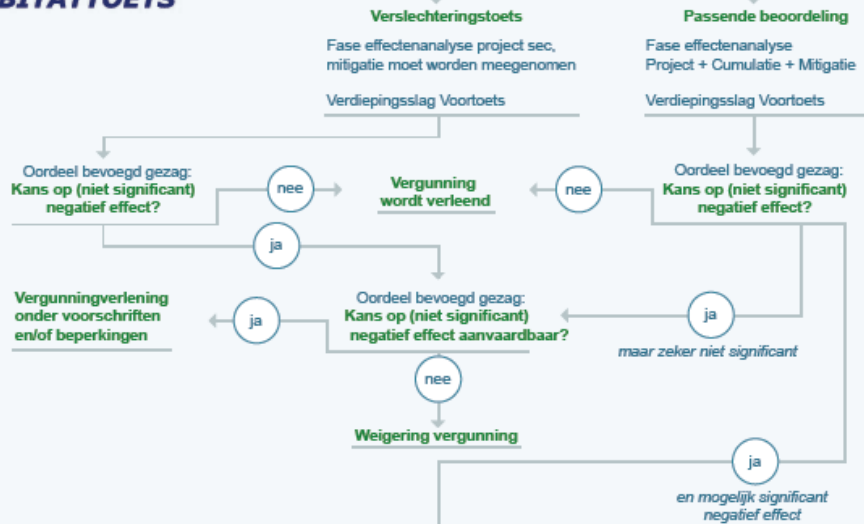 BITATTOETS
Verslechteringstoets
Fase effectenanalyse project sec,
mitigatie moet worden meegenomen
Verdiepingsslag Voortoets
Passende beoordeling
Fase effectenanalyse
Project + Cumulatie + Mitigatie
Verdiepingsslag Voortoets
Oordeel bevoegd gezag:
Kans op (niet significant)
negatief effect?
nee
Vergunning
wordt verleend
nee
Oordeel bevoegd gezag:
Kans op (niet significant)
negatief effect?
ja
Vergunningverlening
onder voorschriften
en/of beperkingen
ja
Oordeel bevoegd gezag:
Kans op (niet significant)
negatief effect aanvaardbaar?
ja
maar zeker niet significant
nee
Weigering vergunning
ja
en mogelijk significant
negatief effect